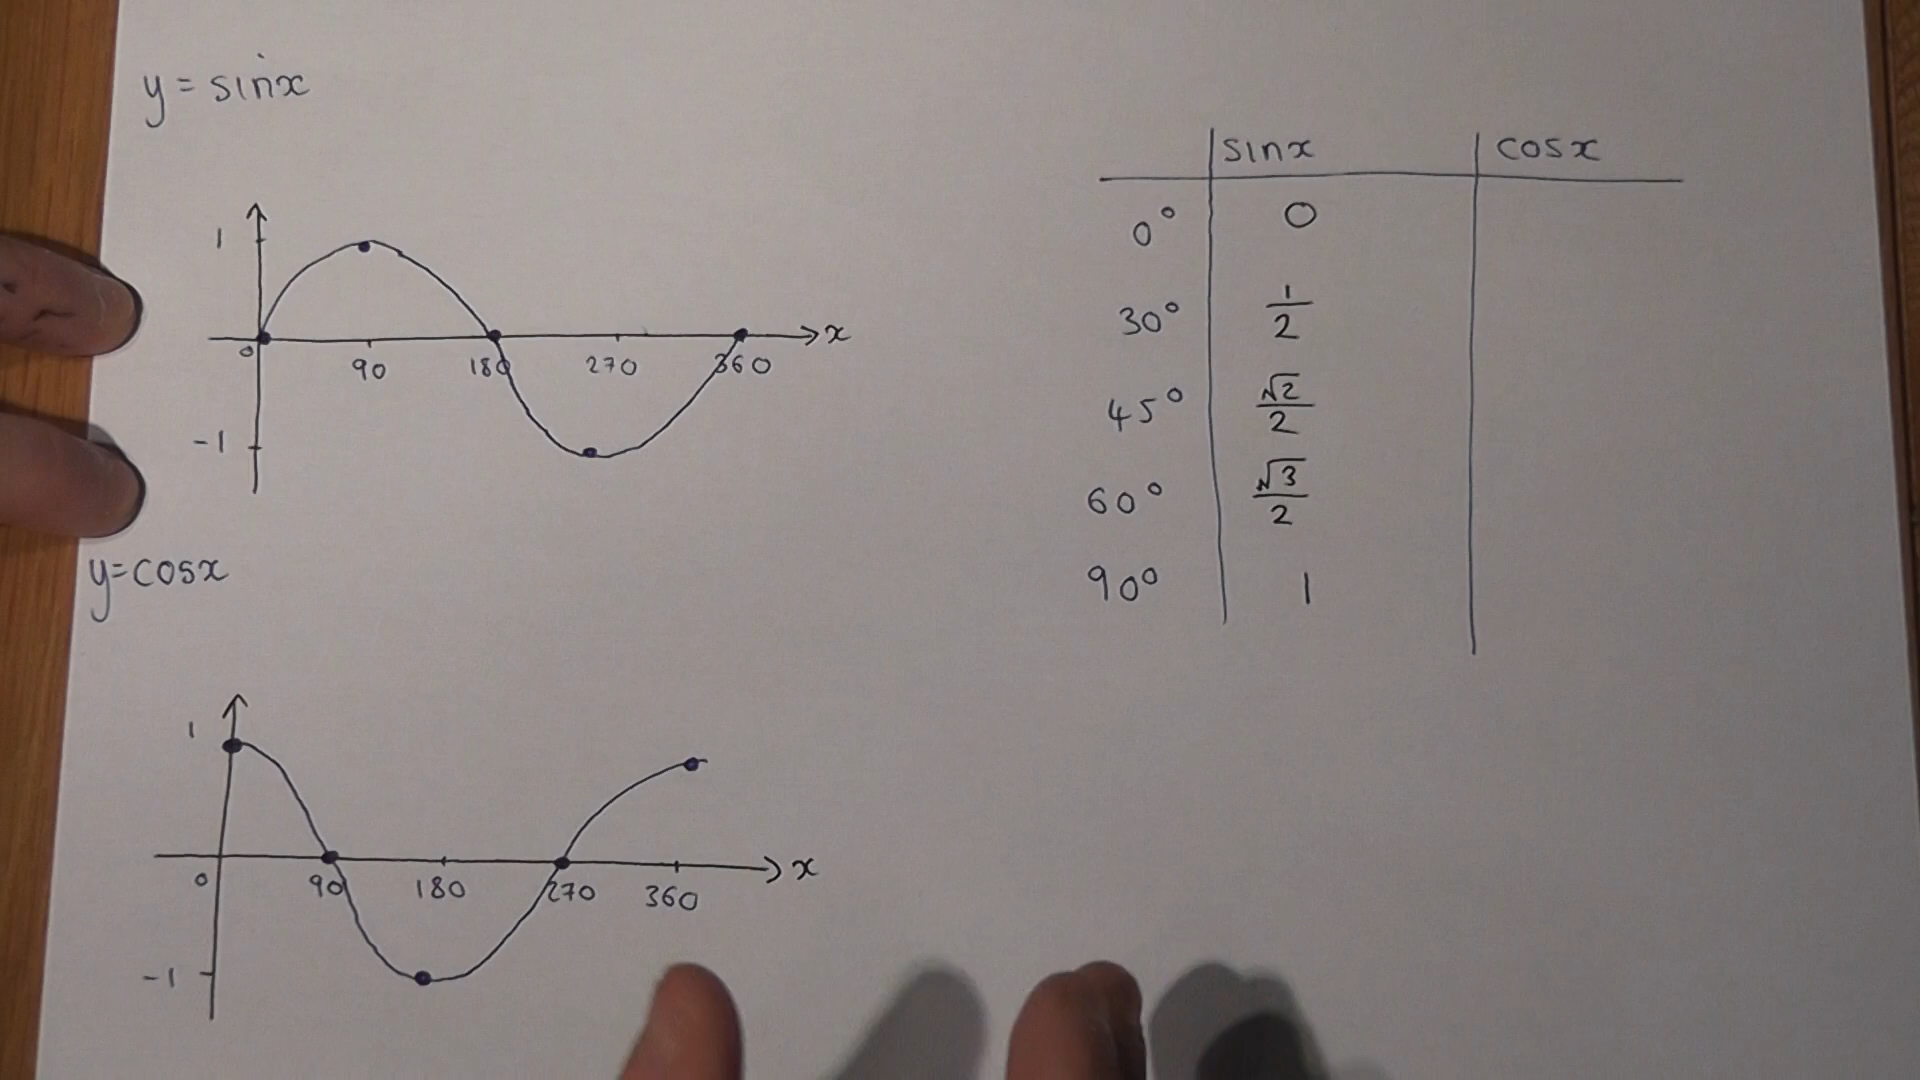 y = sinx
1
0 90 180 270 360 x
-1
y=cosx
1
0 90 180 270 360 x
-1
sinx cosx
0° 0
30° 1/2
45° √2/2
60° √3/2
90° 1